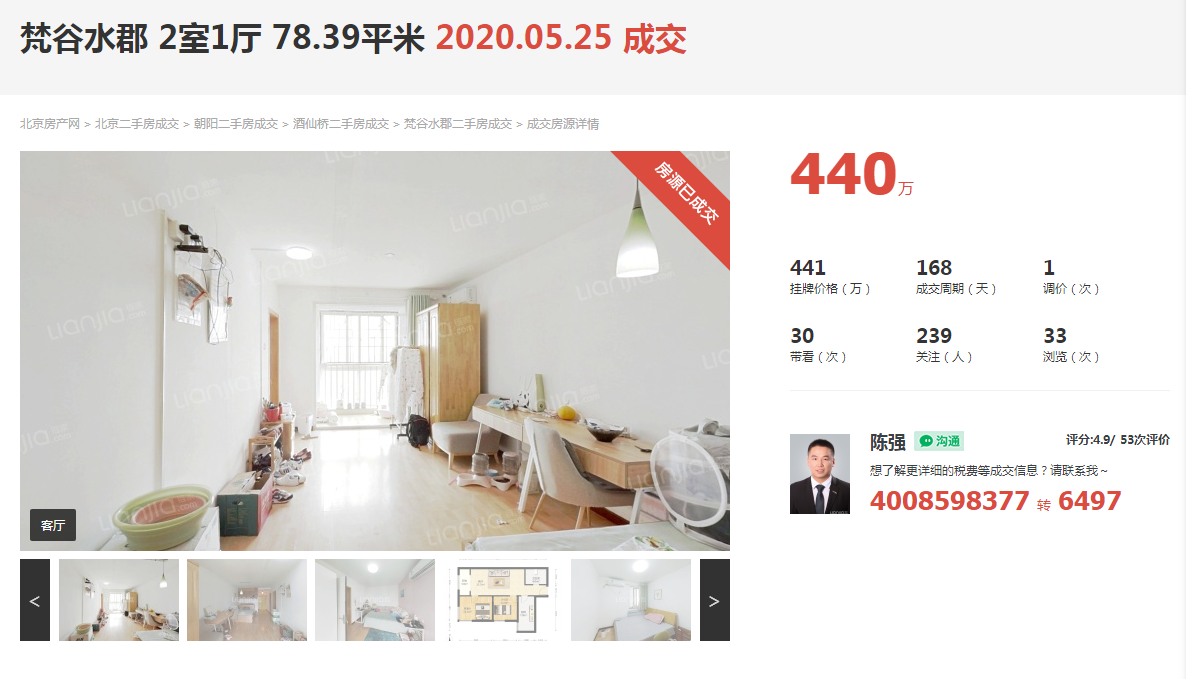 梵谷水郡 2室1厅 78.39平米 2020.05.25 成交
北京房产网 > 北京二手房成交 > 朝阳二手房成交 > 酒仙桥二手房成交 > 梵谷水郡二手房成交 > 成交房源详情
房源已成交
Lianjia
客厅
<
>
440万
441 168 1
挂牌价格（万） 成交周期（天） 调价（次）
30 239 33
带看（次） 关注（人） 浏览（次）
陈强 沟通 评分:4.9/ 53次评价
想了解更详细的税费等成交信息？请联系我～
4008598377 转 6497